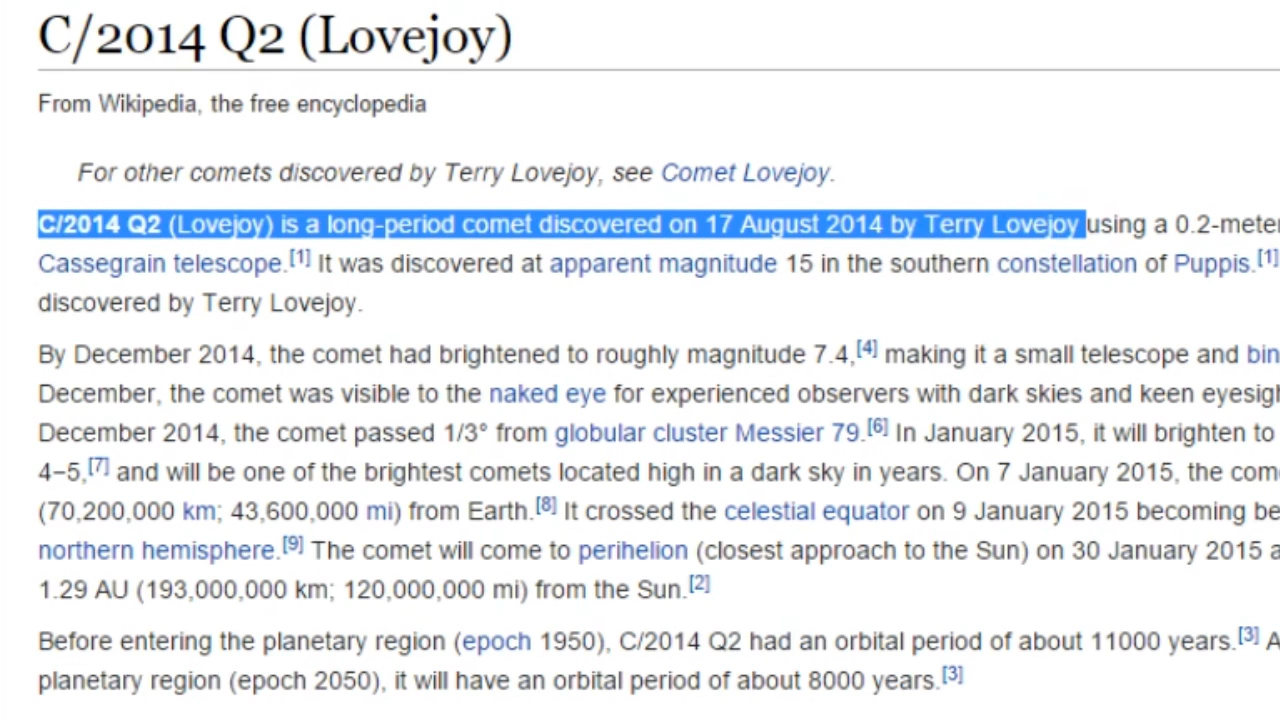 C/2014 Q2 (Lovejoy)
From Wikipedia, the free encyclopedia
For other comets discovered by Terry Lovejoy, see Comet Lovejoy.
C/2014 Q2 (Lovejoy) is a long-period comet discovered on 17 August 2014 by Terry Lovejoy using a 0.2-meter
Cassegrain telescope.[1] It was discovered at apparent magnitude 15 in the southern constellation of Puppis.[1]
discovered by Terry Lovejoy.
By December 2014, the comet had brightened to roughly magnitude 7.4,[4] making it a small telescope and bin
December, the comet was visible to the naked eye for experienced observers with dark skies and keen eyesigh
December 2014, the comet passed 1/3° from globular cluster Messier 79.[6] In January 2015, it will brighten to
4–5,[7] and will be one of the brightest comets located high in a dark sky in years. On 7 January 2015, the com
(70,200,000 km; 43,600,000 mi) from Earth.[8] It crossed the celestial equator on 9 January 2015 becoming be
northern hemisphere.[9] The comet will come to perihelion (closest approach to the Sun) on 30 January 2015 a
1.29 AU (193,000,000 km; 120,000,000 mi) from the Sun.[2]
Before entering the planetary region (epoch 1950), C/2014 Q2 had an orbital period of about 11000 years.[3] A
planetary region (epoch 2050), it will have an orbital period of about 8000 years.[3]